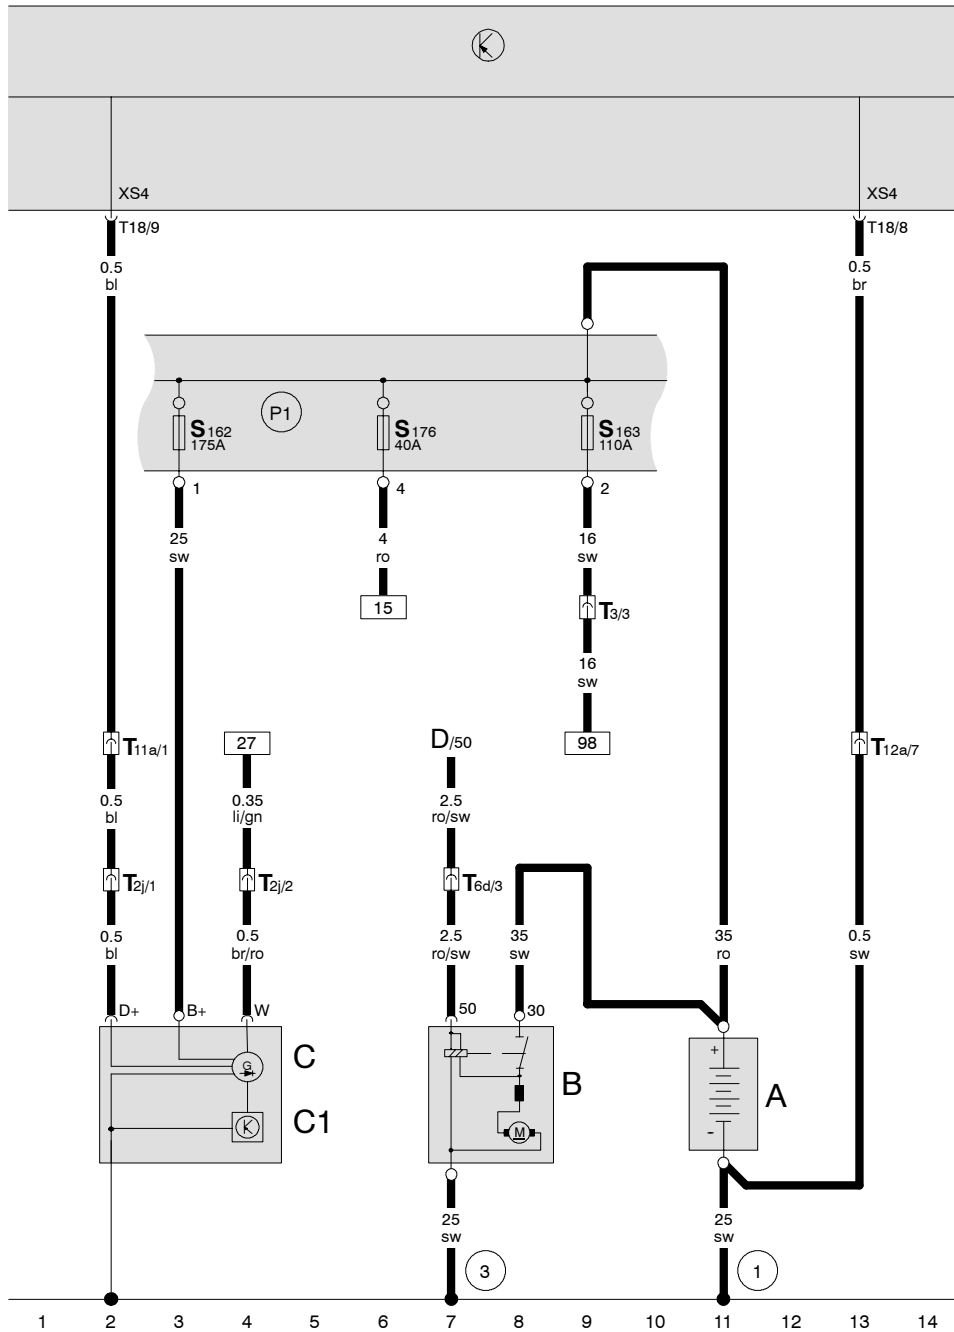 XS4
XS4
T18/9
T18/8
0.5
bl
0.5
br
P1
S162
175A
S176
40A
S163
110A
1
4
2
25
sw
4
ro
16
sw
15
T3/3
16
sw
T11a/1
27
D/50
98
T12a/7
0.5
bl
0.35
li/gn
2.5
ro/sw
T2j/1
T2j/2
T6d/3
0.5
bl
0.5
br/ro
2.5
ro/sw
35
sw
35
ro
0.5
sw
D+
B+
W
50
30
G
C
C1
M
B
+
-
A
25
sw
25
sw
3
1
1 2 3 4 5 6 7 8 9 10 11 12 13 14